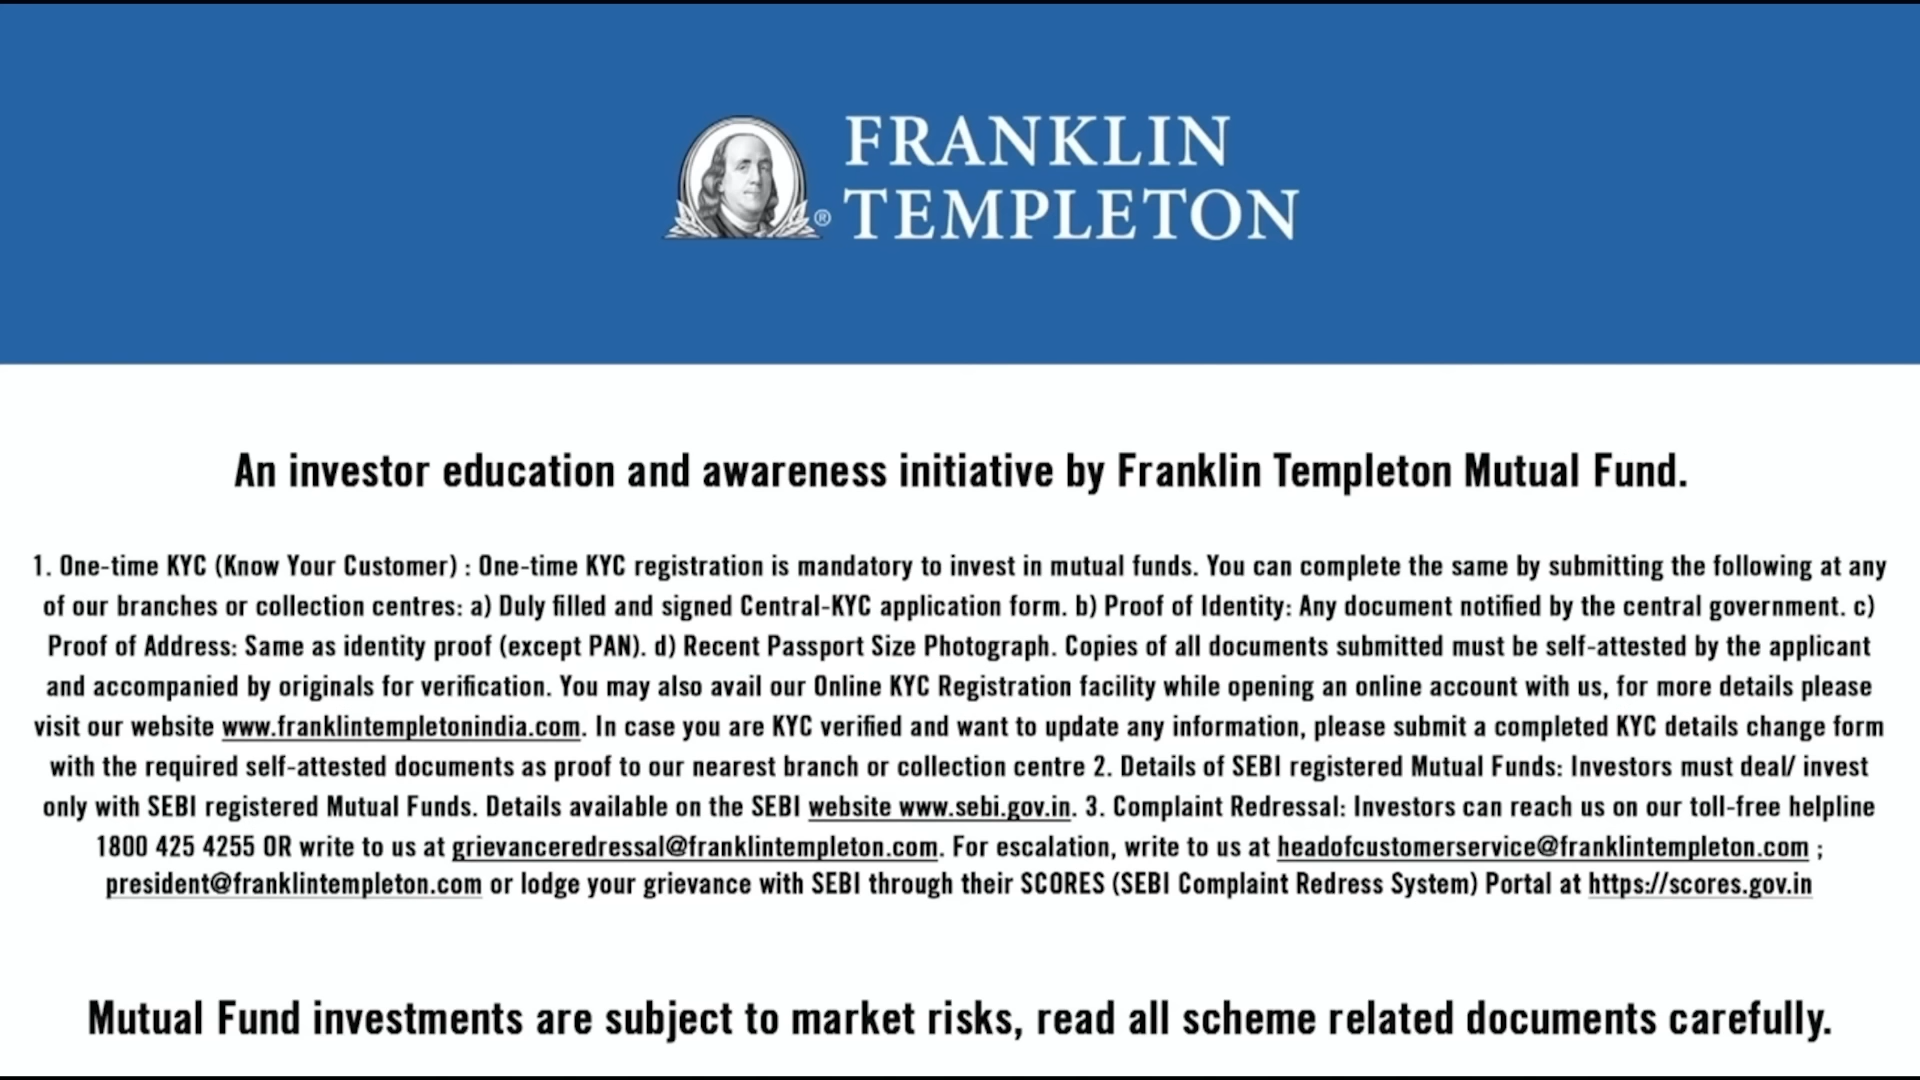 FRANKLIN
TEMPLETON
®
An investor education and awareness initiative by Franklin Templeton Mutual Fund.
1. One-time KYC (Know Your Customer) : One-time KYC registration is mandatory to invest in mutual funds. You can complete the same by submitting the following at any
of our branches or collection centres: a) Duly filled and signed Central-KYC application form. b) Proof of Identity: Any document notified by the central government. c)
Proof of Address: Same as identity proof (except PAN). d) Recent Passport Size Photograph. Copies of all documents submitted must be self-attested by the applicant
and accompanied by originals for verification. You may also avail our Online KYC Registration facility while opening an online account with us, for more details please
visit our website www.franklintempletonindia.com. In case you are KYC verified and want to update any information, please submit a completed KYC details change form
with the required self-attested documents as proof to our nearest branch or collection centre 2. Details of SEBI registered Mutual Funds: Investors must deal/ invest
only with SEBI registered Mutual Funds. Details available on the SEBI website www.sebi.gov.in. 3. Complaint Redressal: Investors can reach us on our toll-free helpline
1800 425 4255 OR write to us at grievanceredressal@franklintempleton.com. For escalation, write to us at headofcustomerservice@franklintempleton.com ;
president@franklintempleton.com or lodge your grievance with SEBI through their SCORES (SEBI Complaint Redress System) Portal at https://scores.gov.in
Mutual Fund investments are subject to market risks, read all scheme related documents carefully.